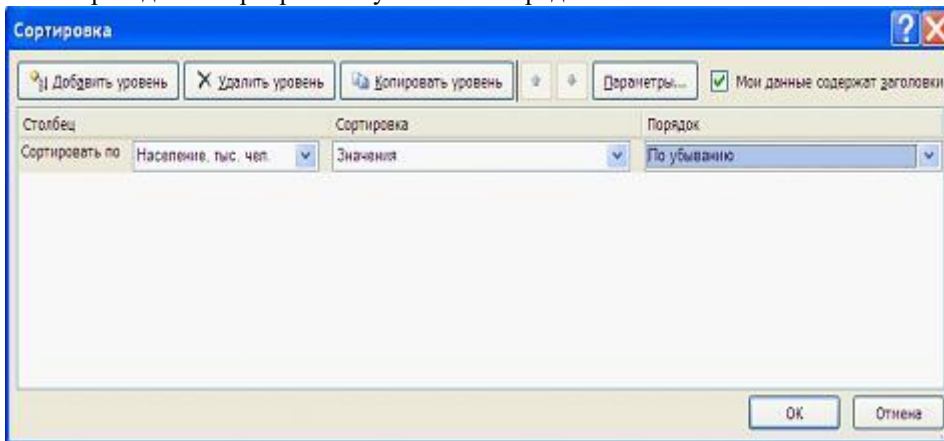 Сортировка
Добавить уровень Удалить уровень Копировать уровень Параметры... Мои данные содержат заголовки
Столбец Сортировка Порядок
Сортировать по Население, тыс. чел. Значения По убыванию
ОК Отмена